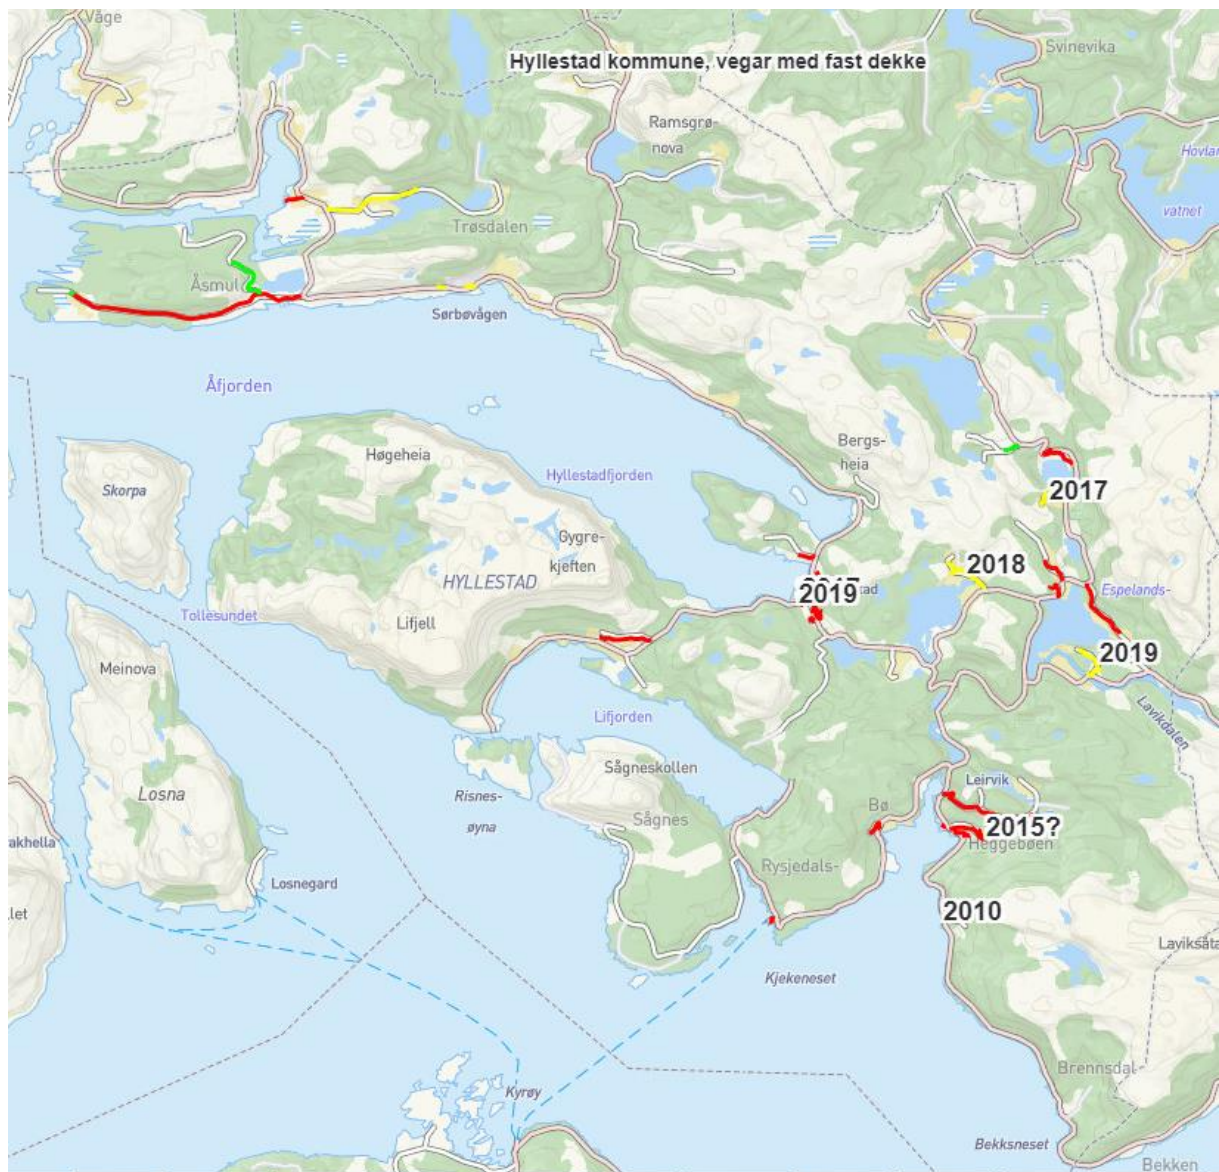 Våge
Svinevika
Hyllestad kommune, vegar med fast dekke
Ramsgrø-
nova
Hovlan
vatnet
Trøsdalen
Åsmul
Sørbøvågen
Åfjorden
Bergs-
heia
Høgeheia
Hyllestadfjorden
Skorpa
2017
Gygre-
kjeften
HYLLESTAD
2018
2019
tad
Espelands-
Tollesundet
Lifjell
Meinova
2019
Lifjorden
Lavikdalen
Sågneskollen
Leirvik
Losna
Risnes-
øyna
Sågnes
Bø
2015?
Heggebøen
akhella
Rysjedals-
Losnegard
let
2010
Laviksåta
Kjekeneset
Brennsdal-
Kyrøy
Bekksneset
Bekken